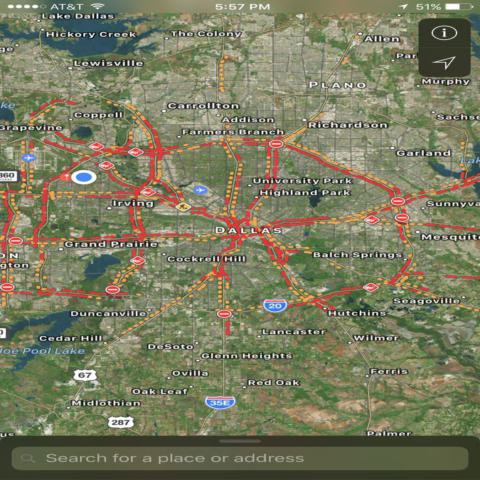 AT&T 5:57 PM 51%
Lake Dallas
Hickory Creek The Colony Allen
Lewisville
PLANO Murphy
Coppell Carrollton
Addison
Grapevine Farmers Branch Richardson Sachse
Garland
360
University Park
Highland Park
Irving Sunnyva
DALLAS
Grand Prairie Mesquite
Cockrell Hill Balch Springs
ngton
20 Seagoville
Duncanville Hutchins
Cedar Hill Lancaster Wilmer
Joe Pool Lake DeSoto
Glenn Heights
67 Ovilla Ferris
Oak Leaf Red Oak
Midlothian 35E
287
Palmer
Search for a place or address